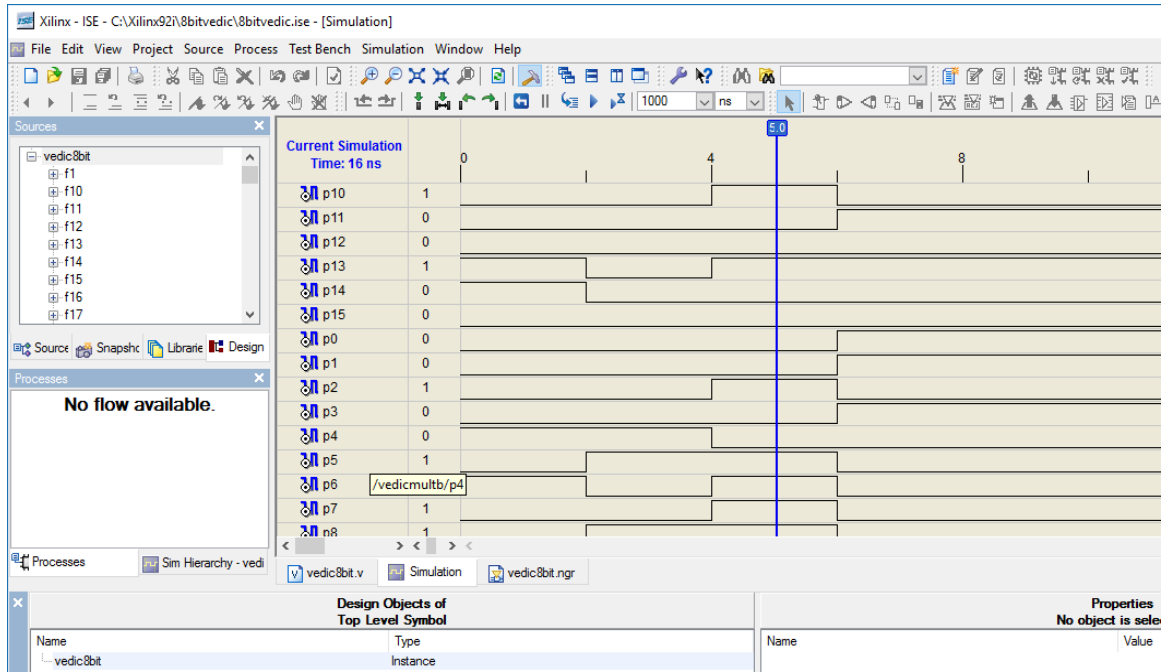 Xilinx - ISE - C:\Xilinx92i\8bitvedic\8bitvedic.ise - [Simulation]
File Edit View Project Source Process Test Bench Simulation Window Help
1000 ns
Sources
vedic8bit
f1
f10
f11
f12
f13
f14
f15
f16
f17
Source Snapshc Librarie Design
Processes
No flow available.
Processes Sim Hierarchy - vedi
Current Simulation
Time: 16 ns
5.0
0 4 8
p10 1
p11 0
p12 0
p13 1
p14 0
p15 0
p0 0
p1 0
p2 1
p3 0
p4 0
p5 1
p6 /vedicmultb/p4
p7 1
p8 1
vedic8bit.v Simulation vedic8bit.ngr
Design Objects of
Top Level Symbol
Name Type
vedic8bit Instance
Properties
No object is sele
Name Value